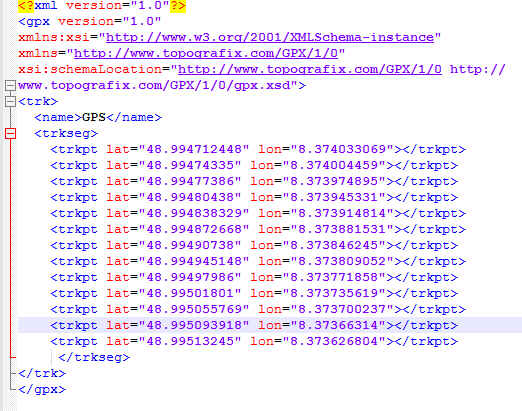 <?xml version="1.0"?>
<gpx version="1.0"
xmlns:xsi="http://www.w3.org/2001/XMLSchema-instance"
xmlns="http://www.topografix.com/GPX/1/0"
xsi:schemaLocation="http://www.topografix.com/GPX/1/0 http://
www.topografix.com/GPX/1/0/gpx.xsd">
<trk>
<name>GPS</name>
<trkseg>
<trkpt lat="48.994712448" lon="8.374033069"></trkpt>
<trkpt lat="48.99474335" lon="8.374004459"></trkpt>
<trkpt lat="48.99477386" lon="8.373974895"></trkpt>
<trkpt lat="48.99480438" lon="8.373945331"></trkpt>
<trkpt lat="48.994838329" lon="8.373914814"></trkpt>
<trkpt lat="48.994872668" lon="8.373881531"></trkpt>
<trkpt lat="48.99490738" lon="8.373846245"></trkpt>
<trkpt lat="48.994945148" lon="8.373809052"></trkpt>
<trkpt lat="48.99497986" lon="8.373771858"></trkpt>
<trkpt lat="48.99501801" lon="8.373735619"></trkpt>
<trkpt lat="48.995055769" lon="8.373700237"></trkpt>
<trkpt lat="48.995093918" lon="8.37366314"></trkpt>
<trkpt lat="48.99513245" lon="8.373626804"></trkpt>
</trkseg>
</trk>
</gpx>